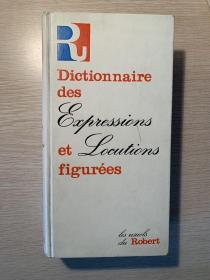 Dictionnaire
des
Expressions
et Locutions
figurées
les usuels
du Robert